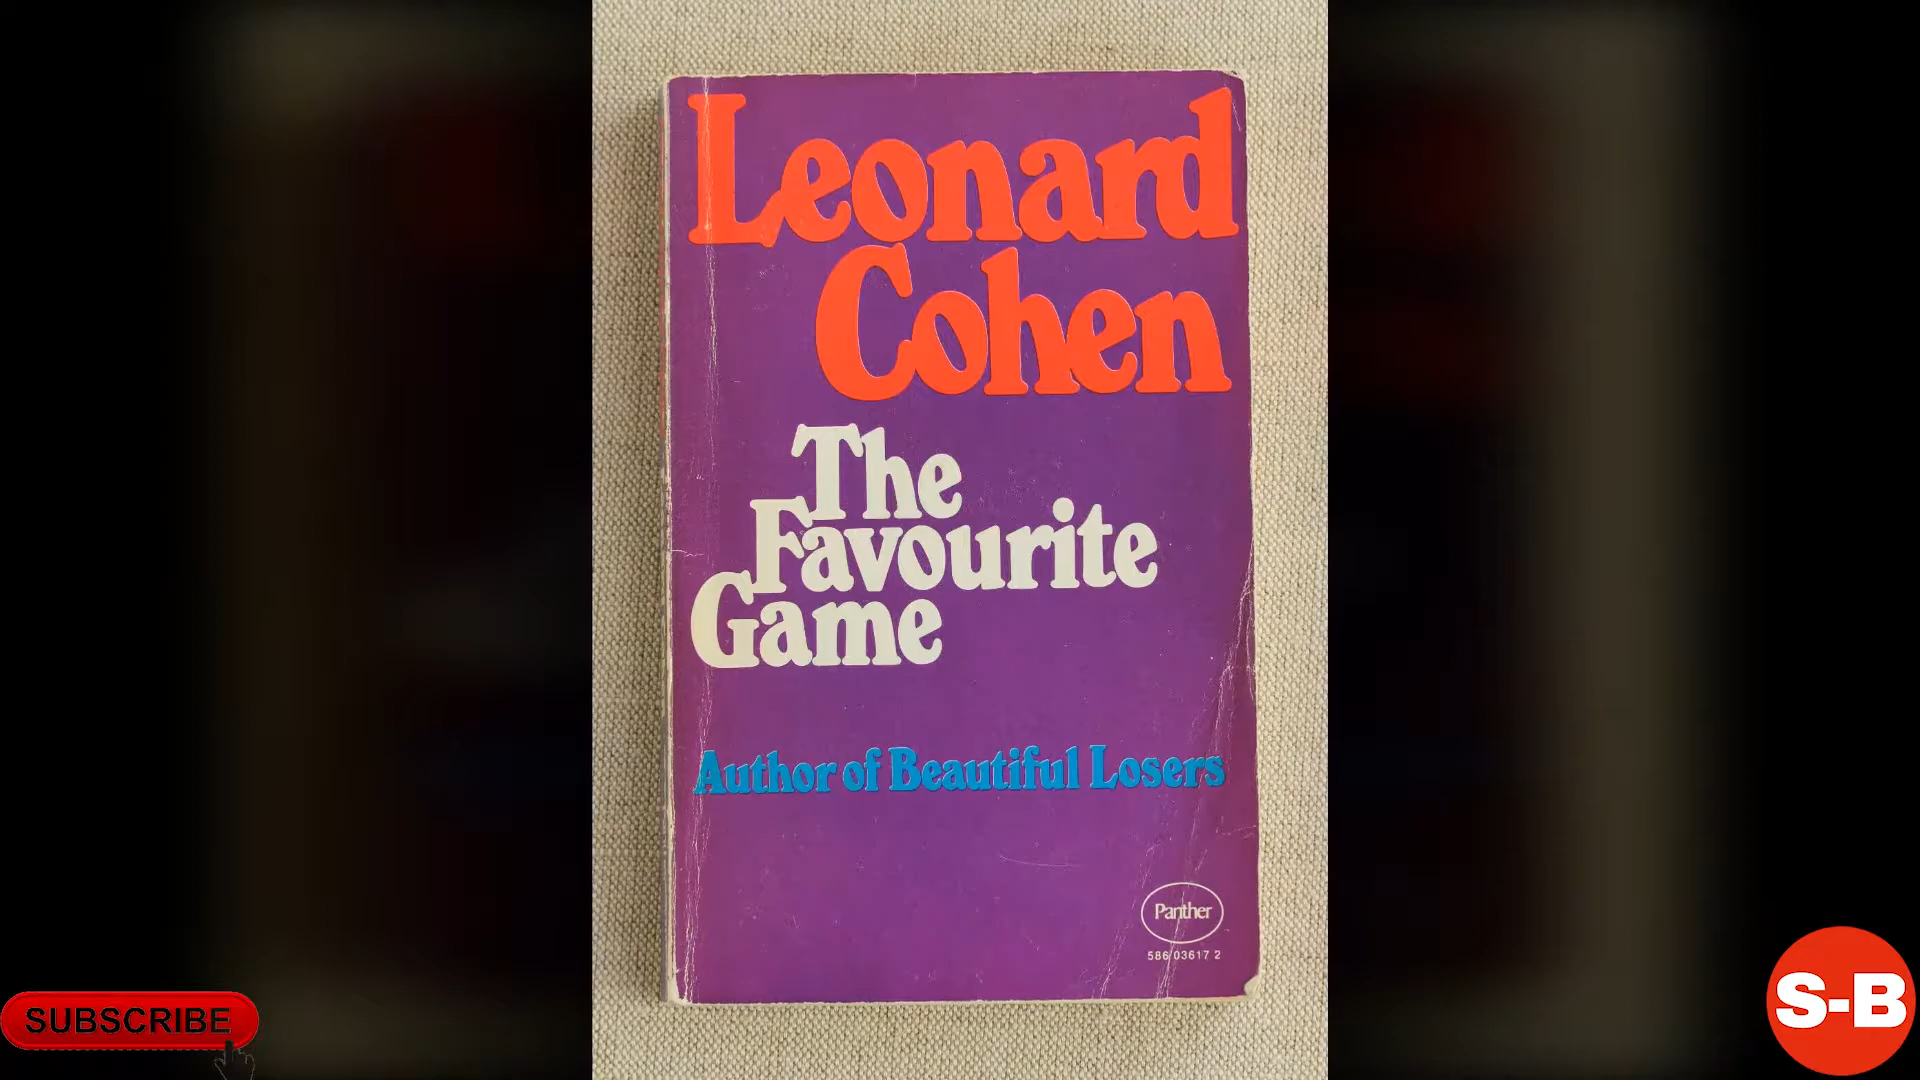 Leonard
Cohen
The
Favourite
Game
Author of Beautiful Losers
Panther
586 03617 2
SUBSCRIBE
S-B